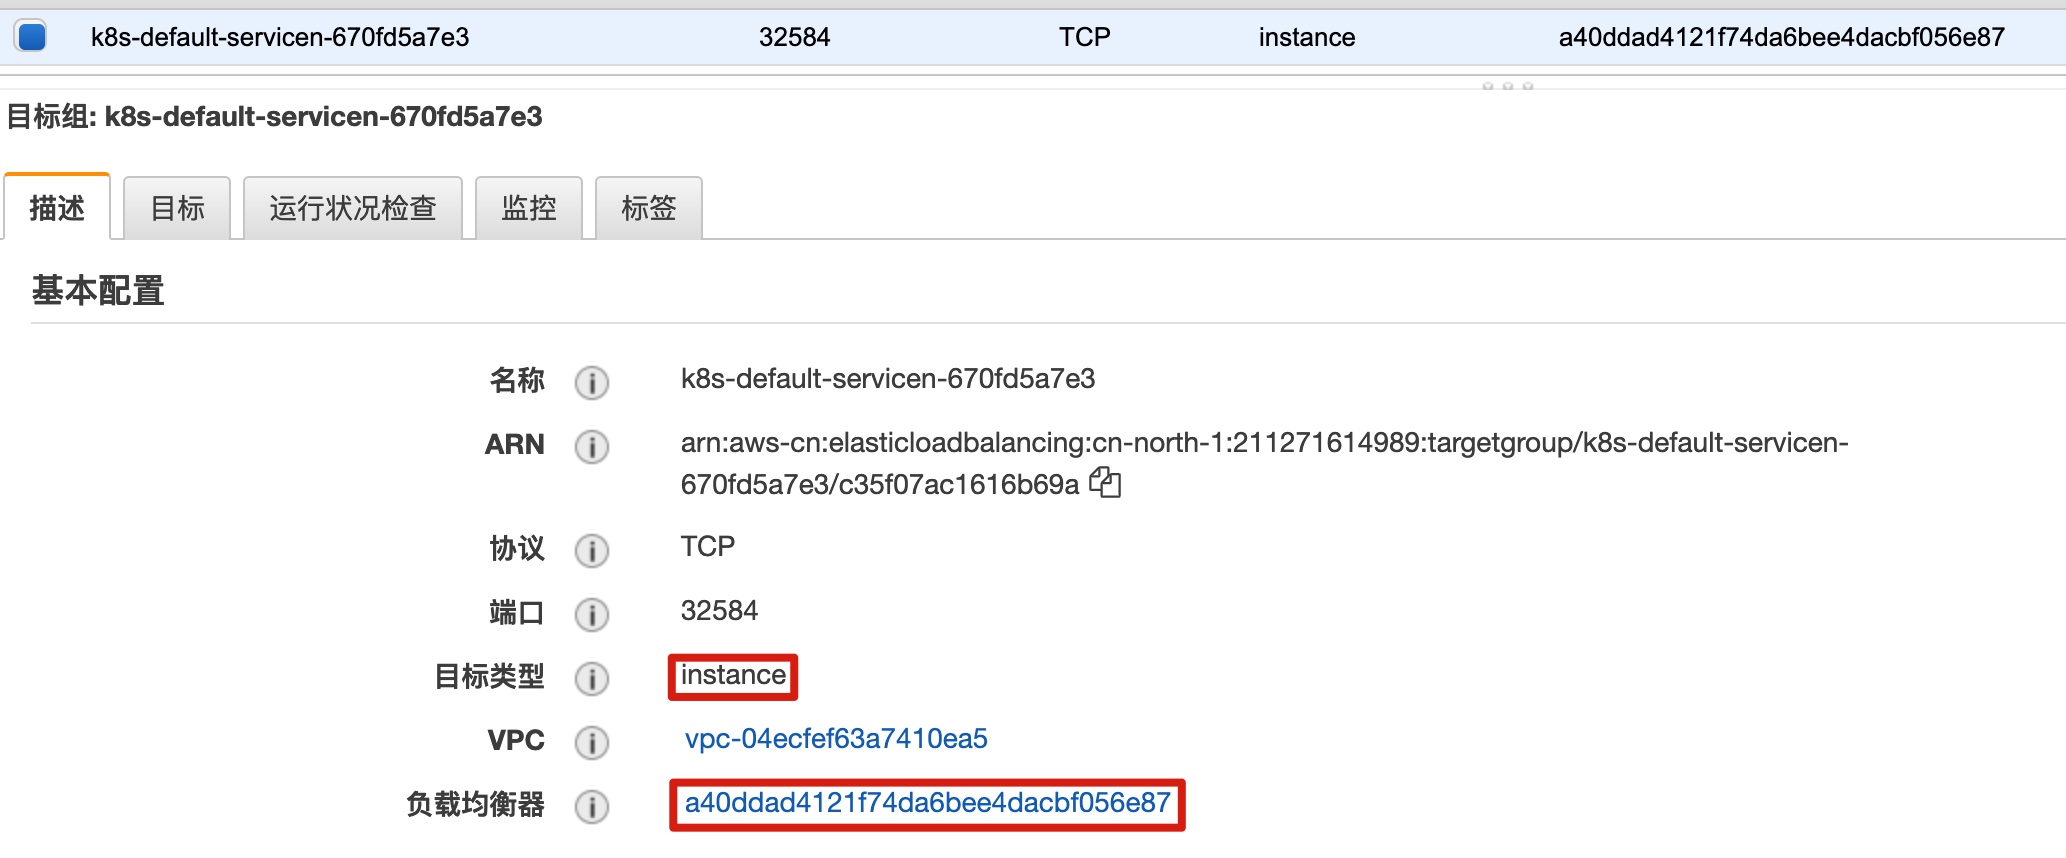 k8s-default-servicen-670fd5a7e3 32584 TCP instance a40ddad4121f74da6bee4dacbf056e87
目标组: k8s-default-servicen-670fd5a7e3
描述 目标 运行状况检查 监控 标签
基本配置
名称 k8s-default-servicen-670fd5a7e3
ARN arn:aws-cn:elasticloadbalancing:cn-north-1:211271614989:targetgroup/k8s-default-servicen-
670fd5a7e3/c35f07ac1616b69a
协议 TCP
端口 32584
目标类型 instance
VPC vpc-04ecfef63a7410ea5
负载均衡器 a40ddad4121f74da6bee4dacbf056e87